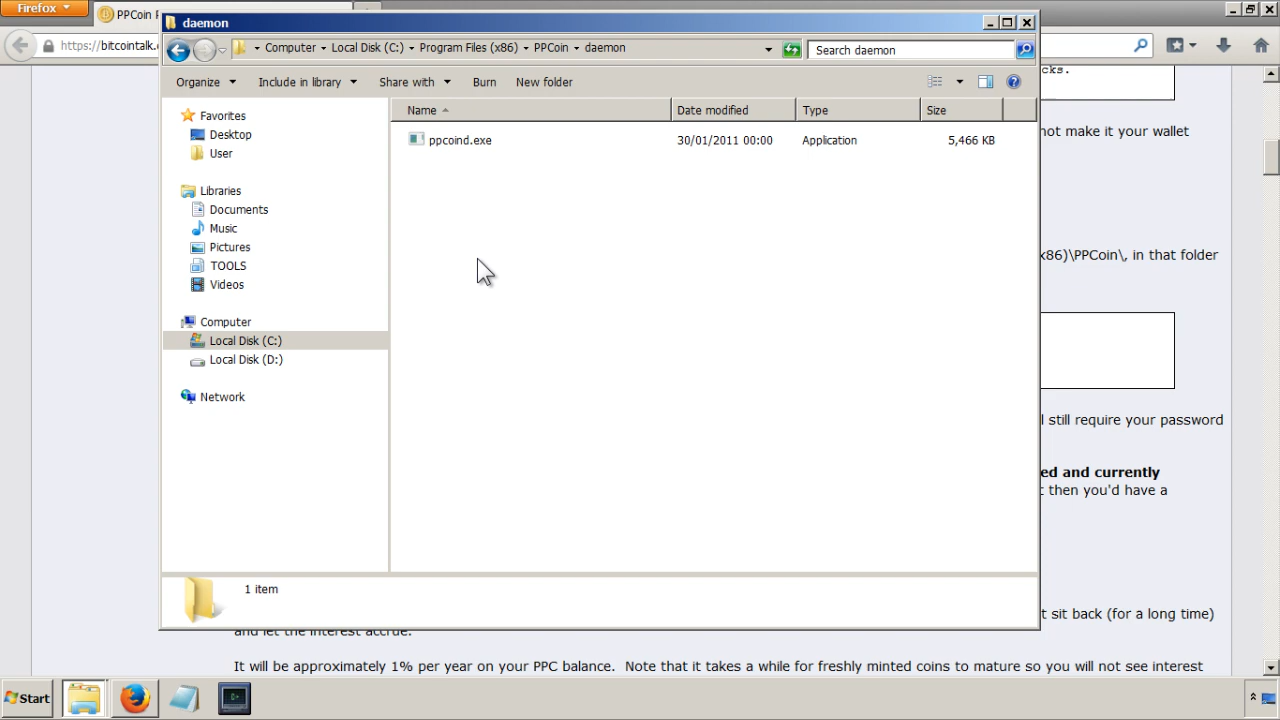 Firefox
PPCoin P
https://bitcointalk.o
daemon
Computer Local Disk (C:) Program Files (x86) PPCoin daemon
Search daemon
Organize Include in library Share with Burn New folder
Favorites
Desktop
User
Libraries
Documents
Music
Pictures
TOOLS
Videos
Computer
Local Disk (C:)
Local Disk (D:)
Network
Name Date modified Type Size
ppcoind.exe 30/01/2011 00:00 Application 5,466 KB
1 item
cks.
not make it your wallet
x86)\PPCoin\, in that folder
l still require your password
ed and currently
t then you'd have a
t sit back (for a long time)
and let the interest accrue.
It will be approximately 1% per year on your PPC balance. Note that it takes a while for freshly minted coins to mature so you will not see interest
Start